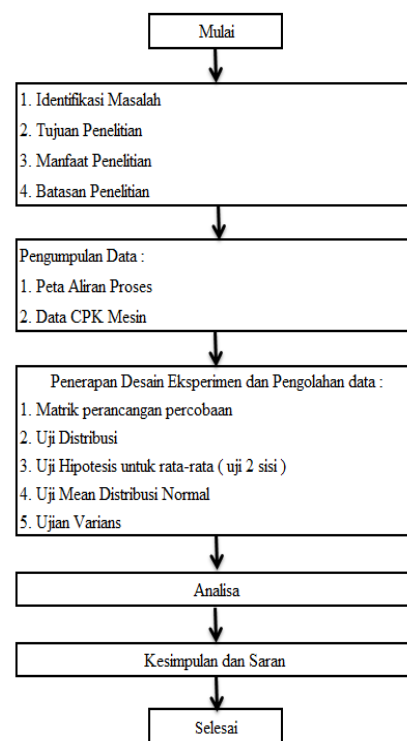 Mulai
1. Identifikasi Masalah
2. Tujuan Penelitian
3. Manfaat Penelitian
4. Batasan Penelitian
Pengumpulan Data :
1. Peta Aliran Proses
2. Data CPK Mesin
Penerapan Desain Eksperimen dan Pengolahan data :
1. Matrik perancangan percobaan
2. Uji Distribusi
3. Uji Hipotesis untuk rata-rata ( uji 2 sisi )
4. Uji Mean Distribusi Normal
5. Ujian Varians
Analisa
Kesimpulan dan Saran
Selesai